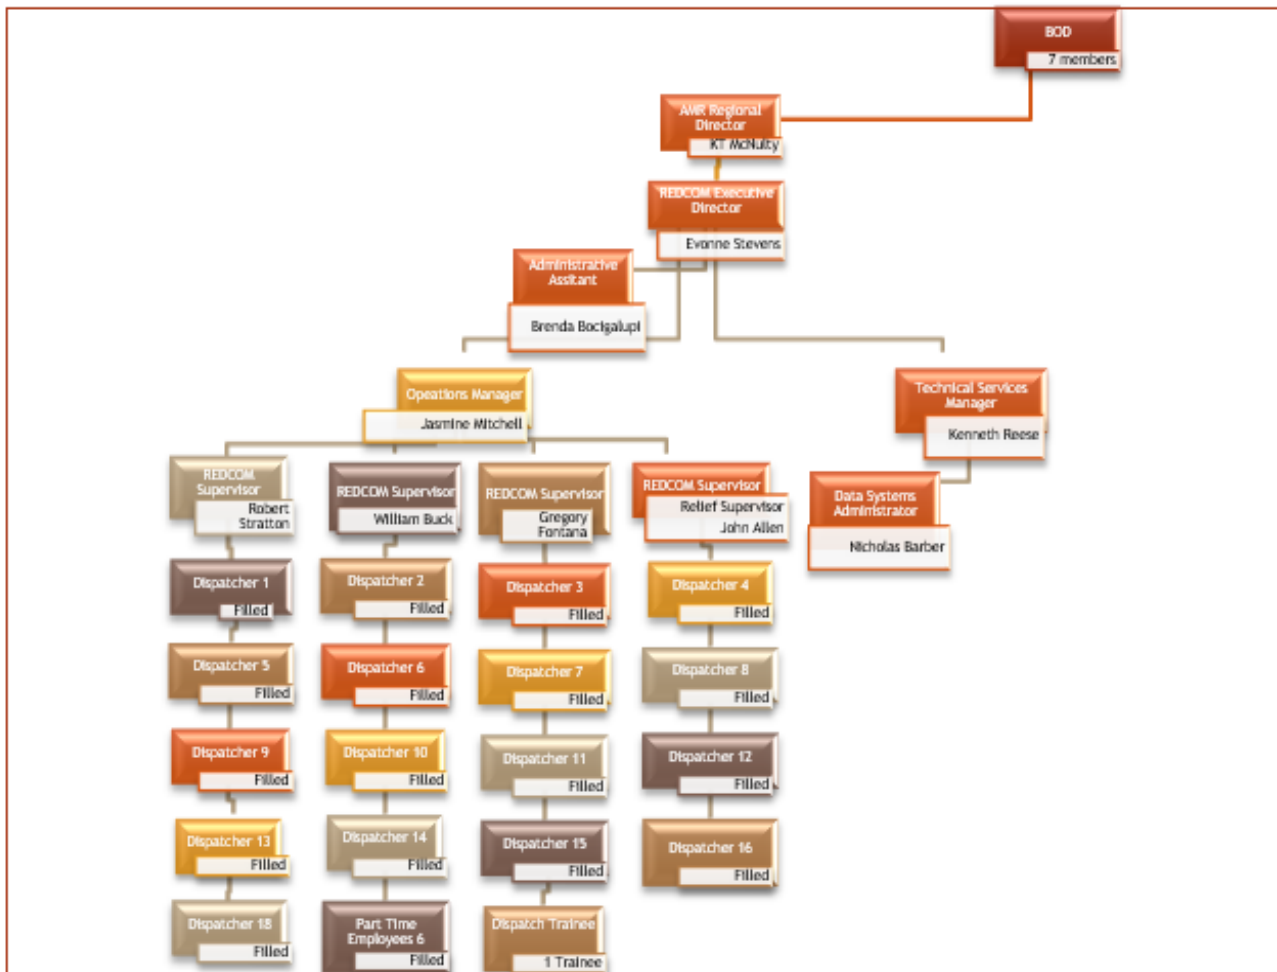 BOD
7 members
AMR Regional
Director
KT McNulty
REDCOM Executive
Director
Evonne Stevens
Administrative
Assitant
Brenda Bocigalupi
Opeations Manager
Jasmine Mitchell
Technical Services
Manager
Kenneth Reese
REDCOM
Supervisor
Robert
Stratton
REDCOM Supervisor
William Buck
REDCOM Supervisor
Gregory
Fontana
REDCOM Supervisor
Relief Supervisor
John Allen
Data Systems
Administrator
Nicholas Barber
Dispatcher 1
Filled
Dispatcher 2
Filled
Dispatcher 3
Filled
Dispatcher 4
Filled
Dispatcher 5
Filled
Dispatcher 6
Filled
Dispatcher 7
Filled
Dispatcher 8
Filled
Dispatcher 9
Filled
Dispatcher 10
Filled
Dispatcher 11
Filled
Dispatcher 12
Filled
Dispatcher 13
Filled
Dispatcher 14
Filled
Dispatcher 15
Filled
Dispatcher 16
Filled
Dispatcher 18
Filled
Part Time
Employees 6
Filled
Dispatch Trainee
1 Trainee